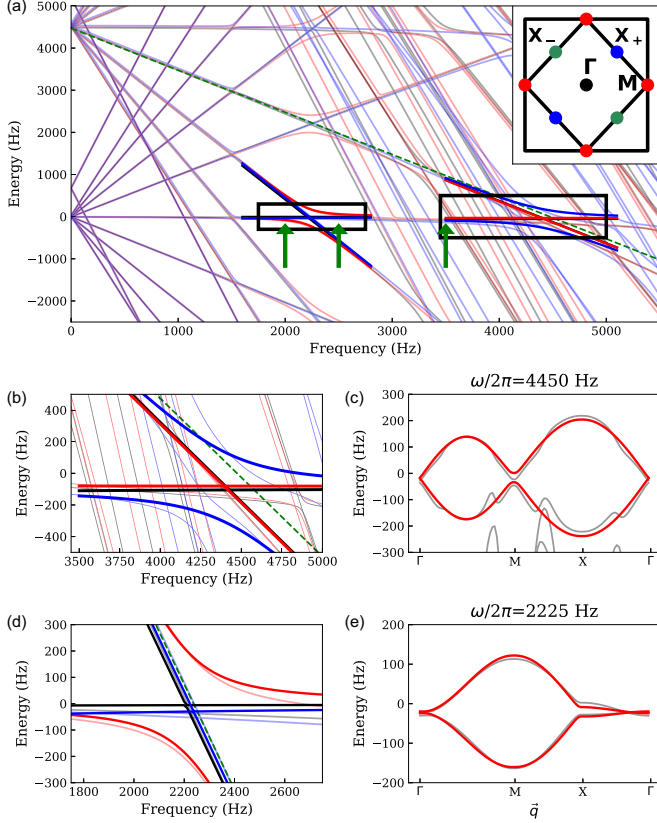 (a)
5000
4000
3000
2000
1000
0
−1000
−2000
Energy (Hz)
0 1000 2000 3000 4000 5000
Frequency (Hz)
X− X+
Γ
M
(b)
400
200
0
−200
−400
Energy (Hz)
3500 3750 4000 4250 4500 4750 5000
Frequency (Hz)
(c)
ω/2π=4450 Hz
300
200
100
0
−100
−200
−300
Energy (Hz)
Γ M X Γ
(d)
300
200
100
0
−100
−200
−300
Energy (Hz)
1800 2000 2200 2400 2600
Frequency (Hz)
(e)
ω/2π=2225 Hz
200
100
0
−100
−200
Energy (Hz)
Γ M X Γ
q⃗